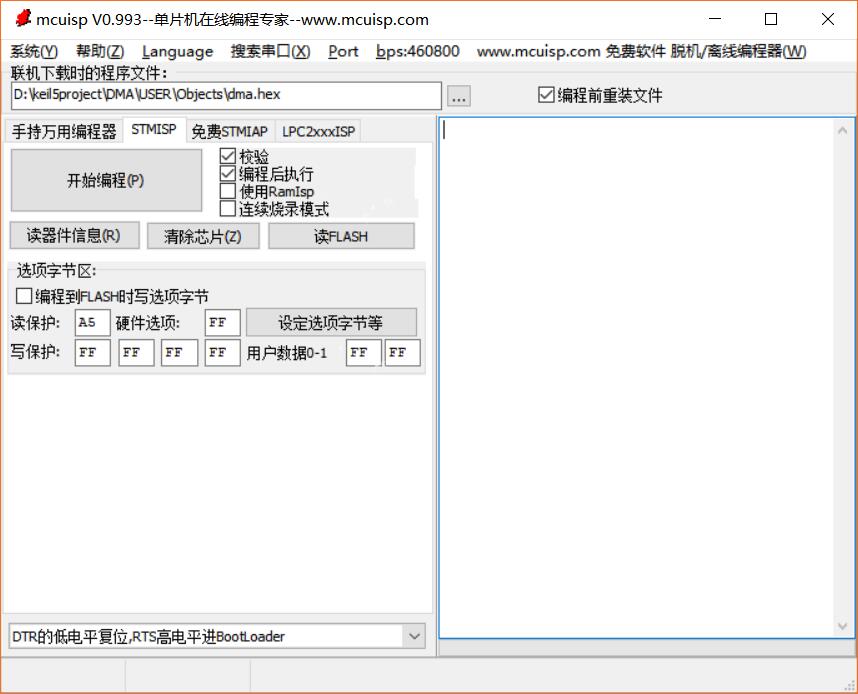 mcuisp V0.993--单片机在线编程专家--www.mcuisp.com
系统(Y) 帮助(Z) Language 搜索串口(X) Port bps:460800 www.mcuisp.com 免费软件 脱机/离线编程器(W)
联机下载时的程序文件:
D:\keil5project\DMA\USER\Objects\dma.hex ... 编程前重装文件
手持万用编程器 STMISP 免费STMIAP LPC2xxxISP
开始编程(P)
校验
编程后执行
使用RamIsp
连续烧录模式
读器件信息(R) 清除芯片(Z) 读FLASH
选项字节区:
编程到FLASH时写选项字节
读保护: A5 硬件选项: FF 设定选项字节等
写保护: FF FF FF FF 用户数据0-1 FF FF
DTR的低电平复位,RTS高电平进BootLoader